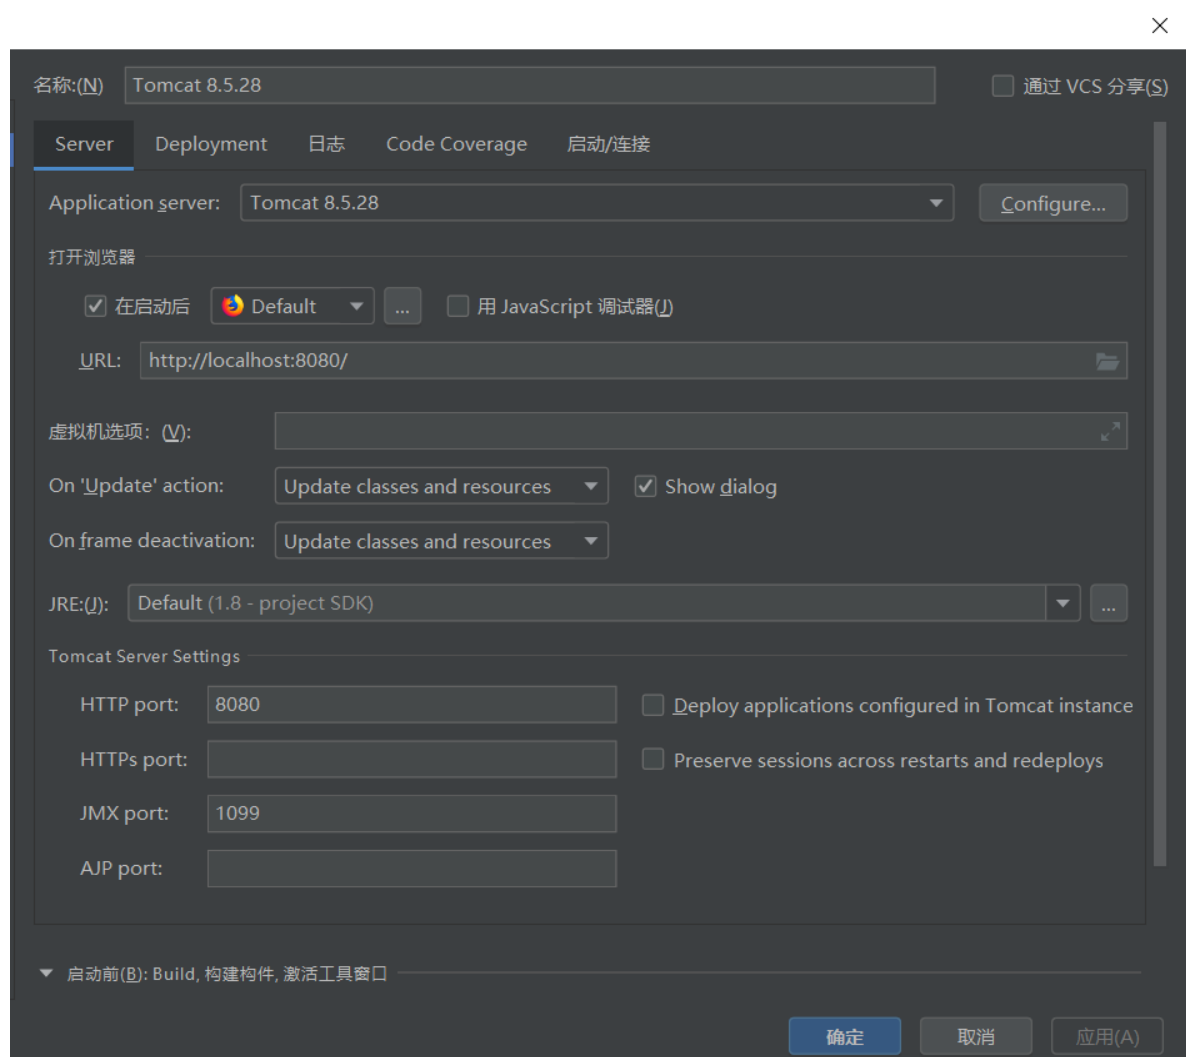 名称:(N) Tomcat 8.5.28 通过 VCS 分享(S)
Server Deployment 日志 Code Coverage 启动/连接
Application server: Tomcat 8.5.28 Configure...
打开浏览器
在启动后 Default ... 用 JavaScript 调试器(J)
URL: http://localhost:8080/
虚拟机选项：(V):
On 'Update' action: Update classes and resources Show dialog
On frame deactivation: Update classes and resources
JRE:(J): Default (1.8 - project SDK) ...
Tomcat Server Settings
HTTP port: 8080 Deploy applications configured in Tomcat instance
HTTPs port: Preserve sessions across restarts and redeploys
JMX port: 1099
AJP port:
启动前(B): Build, 构建构件, 激活工具窗口
确定 取消 应用(A)